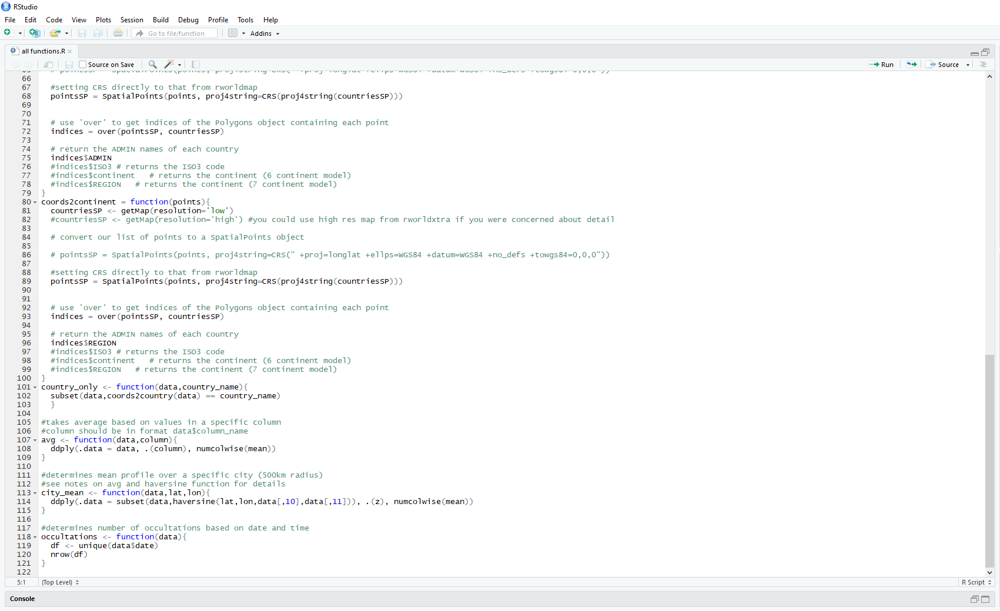 RStudio
File Edit Code View Plots Session Build Debug Profile Tools Help
Go to file/function Addins
all functions.R
Source on Save Run Source
66
67 #setting CRS directly to that from rworldmap
68 pointsSP = SpatialPoints(points, proj4string=CRS(proj4string(countriesSP)))
69
70
71 # use 'over' to get indices of the Polygons object containing each point
72 indices = over(pointsSP, countriesSP)
73
74 # return the ADMIN names of each country
75 indices$ADMIN
76 #indices$ISO3 # returns the ISO3 code
77 #indices$continent   # returns the continent (6 continent model)
78 #indices$REGION   # returns the continent (7 continent model)
79 }
80 coords2continent = function(points){
81 countriesSP <- getMap(resolution='low')
82 #countriesSP <- getMap(resolution='high') #you could use high res map from rworldxtra if you were concerned about detail
83
84 # convert our list of points to a SpatialPoints object
85
86 # pointsSP = SpatialPoints(points, proj4string=CRS(" +proj=longlat +ellps=WGS84 +datum=WGS84 +no_defs +towgs84=0,0,0"))
87
88 #setting CRS directly to that from rworldmap
89 pointsSP = SpatialPoints(points, proj4string=CRS(proj4string(countriesSP)))
90
91
92 # use 'over' to get indices of the Polygons object containing each point
93 indices = over(pointsSP, countriesSP)
94
95 # return the ADMIN names of each country
96 indices$REGION
97 #indices$ISO3 # returns the ISO3 code
98 #indices$continent   # returns the continent (6 continent model)
99 #indices$REGION   # returns the continent (7 continent model)
100 }
101 country_only <- function(data,country_name){
102 subset(data,coords2country(data) == country_name)
103 }
104
105 #takes average based on values in a specific column
106 #column should be in format data$column_name
107 avg <- function(data,column){
108 ddply(.data = data, .(column), numcolwise(mean))
109 }
110
111 #determines mean profile over a specific city (500km radius)
112 #see notes on avg and haversine function for details
113 city_mean <- function(data,lat,lon){
114 ddply(.data = subset(data,haversine(lat,lon,data[,10],data[,11])), .(z), numcolwise(mean))
115 }
116
117 #determines number of occultations based on date and time
118 occultations <- function(data){
119 df <- unique(data$date)
120 nrow(df)
121 }
122
5:1 (Top Level) R Script
Console